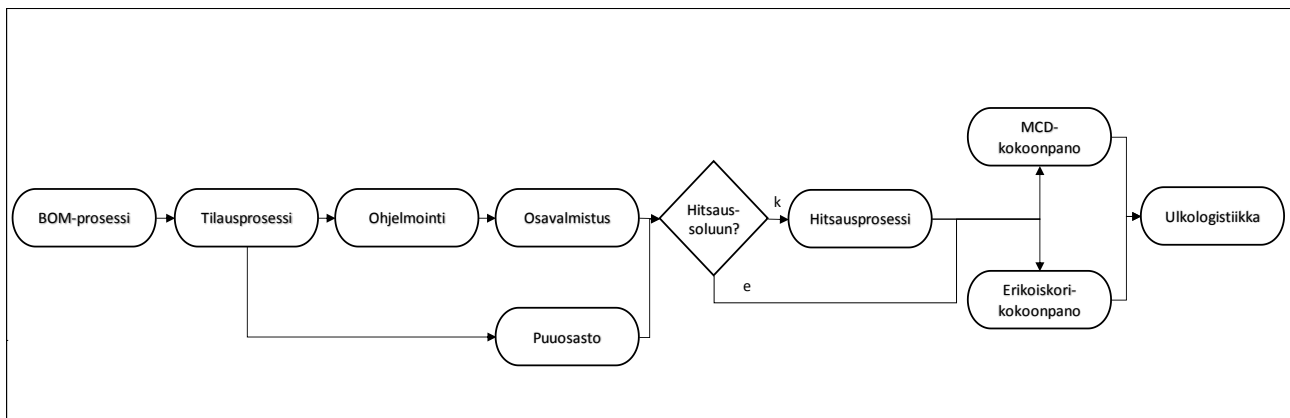 BOM-prosessi
Tilausprosessi
Ohjelmointi
Osavalmistus
Puuosasto
Hitsaus-
soluun?
k
e
Hitsausprosessi
MCD-
kokoonpano
Erikoiskori-
kokoonpano
Ulkologistiikka